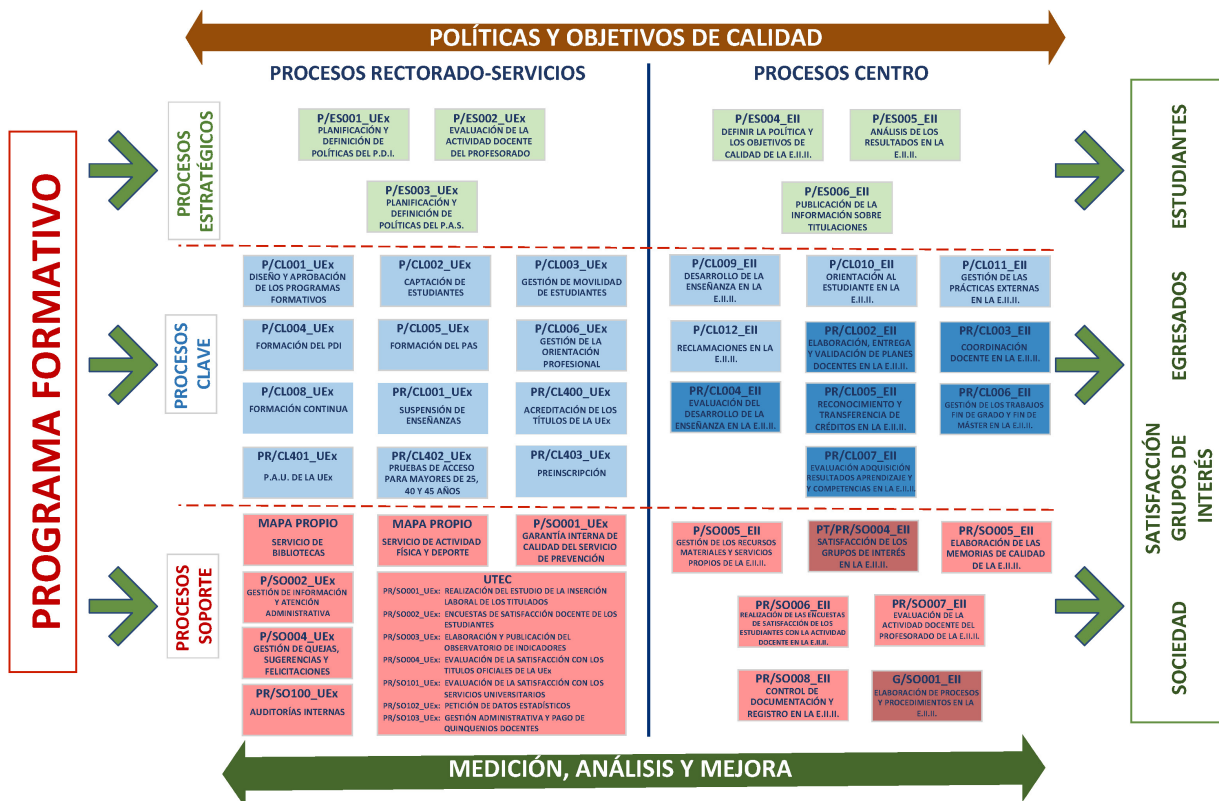 POLÍTICAS Y OBJETIVOS DE CALIDAD
PROCESOS RECTORADO-SERVICIOS
PROCESOS CENTRO
PROGRAMA FORMATIVO
PROCESOS
ESTRATÉGICOS
P/ES001_UEx
PLANIFICACIÓN Y
DEFINICIÓN DE
POLÍTICAS DEL P.D.I.
P/ES002_UEx
EVALUACIÓN DE LA
ACTIVIDAD DOCENTE
DEL PROFESORADO
P/ES003_UEx
PLANIFICACIÓN Y
DEFINICIÓN DE
POLÍTICAS DEL P.A.S.
P/ES004_EII
DEFINIR LA POLÍTICA Y
LOS OBJETIVOS DE
CALIDAD DE LA E.II.II.
P/ES005_EII
ANÁLISIS DE LOS
RESULTADOS EN LA
E.II.II.
P/ES006_EII
PUBLICACIÓN DE LA
INFORMACIÓN SOBRE
TITULACIONES
PROCESOS
CLAVE
P/CL001_UEx
DISEÑO Y APROBACIÓN
DE LOS PROGRAMAS
FORMATIVOS
P/CL002_UEx
CAPTACIÓN DE
ESTUDIANTES
P/CL003_UEx
GESTIÓN DE MOVILIDAD
DE ESTUDIANTES
P/CL004_UEx
FORMACIÓN DEL PDI
P/CL005_UEx
FORMACIÓN DEL PAS
P/CL006_UEx
GESTIÓN DE LA
ORIENTACIÓN
PROFESIONAL
P/CL008_UEx
FORMACIÓN CONTINUA
PR/CL001_UEx
SUSPENSIÓN DE
ENSEÑANZAS
PR/CL400_UEx
ACREDITACIÓN DE LOS
TÍTULOS DE LA UEx
PR/CL401_UEx
P.A.U. DE LA UEx
PR/CL402_UEx
PRUEBAS DE ACCESO
PARA MAYORES DE 25,
40 Y 45 AÑOS
PR/CL403_UEx
PREINSCRIPCIÓN
P/CL009_EII
DESARROLLO DE LA
ENSEÑANZA EN LA
E.II.II.
P/CL010_EII
ORIENTACIÓN AL
ESTUDIANTE EN LA
E.II.II.
P/CL011_EII
GESTIÓN DE LAS
PRÁCTICAS EXTERNAS
EN LA E.II.II.
P/CL012_EII
RECLAMACIONES EN LA
E.II.II.
PR/CL002_EII
ELABORACIÓN, ENTREGA
Y VALIDACIÓN DE PLANES
DOCENTES EN LA E.II.II.
PR/CL003_EII
COORDINACIÓN
DOCENTE EN LA E.II.II.
PR/CL004_EII
EVALUACIÓN DEL
DESARROLLO DE LA
ENSEÑANZA EN LA E.II.II.
PR/CL005_EII
RECONOCIMIENTO Y
TRANSFERENCIA DE
CRÉDITOS EN LA E.II.II.
PR/CL006_EII
GESTIÓN DE LOS TRABAJOS
FIN DE GRADO Y FIN DE
MÁSTER EN LA E.II.II.
PR/CL007_EII
EVALUACIÓN ADQUISICIÓN
RESULTADOS APRENDIZAJE Y
Y COMPETENCIAS EN LA E.II.II.
PROCESOS
SOPORTE
MAPA PROPIO
SERVICIO DE
BIBLIOTECAS
MAPA PROPIO
SERVICIO DE ACTIVIDAD
FÍSICA Y DEPORTE
P/SO001_UEx
GARANTÍA INTERNA DE
CALIDAD DEL SERVICIO
DE PREVENCIÓN
P/SO002_UEx
GESTIÓN DE INFORMACIÓN
Y ATENCIÓN
ADMINISTRATIVA
P/SO004_UEx
GESTIÓN DE QUEJAS,
SUGERENCIAS Y
FELICITACIONES
PR/SO100_UEx
AUDITORÍAS INTERNAS
UTEC
PR/SO001_UEx: REALIZACIÓN DEL ESTUDIO DE LA INSERCIÓN
LABORAL DE LOS TITULADOS
PR/SO002_UEx: ENCUESTAS DE SATISFACCIÓN DOCENTE DE LOS
ESTUDIANTES
PR/SO003_UEx: ELABORACIÓN Y PUBLICACIÓN DEL
OBSERVATORIO DE INDICADORES
PR/SO004_UEx: EVALUACIÓN DE LA SATISFACCIÓN CON LOS
TITULOS OFICIALES DE LA UEx
PR/SO101_UEx: EVALUACIÓN DE LA SATISFACCIÓN CON LOS
SERVICIOS UNIVERSITARIOS
PR/SO102_UEx: PETICIÓN DE DATOS ESTADÍSTICOS
PR/SO103_UEx: GESTIÓN ADMINISTRATIVA Y PAGO DE
QUINQUENIOS DOCENTES
P/SO005_EII
GESTIÓN DE LOS RECURSOS
MATERIALES Y SERVICIOS
PROPIOS DE LA E.II.II.
PT/PR/SO004_EII
SATISFACCIÓN DE LOS
GRUPOS DE INTERÉS
EN LA E.II.II.
PR/SO005_EII
ELABORACIÓN DE LAS
MEMORIAS DE CALIDAD
DE LA E.II.II.
PR/SO006_EII
REALIZACIÓN DE LAS ENCUESTAS
DE SATISFACCIÓN DE LOS
ESTUDIANTES CON LA ACTIVIDAD
DOCENTE EN LA E.II.II.
PR/SO007_EII
EVALUACIÓN DE LA
ACTIVIDAD DOCENTE DEL
PROFESORADO DE LA E.II.II.
PR/SO008_EII
CONTROL DE
DOCUMENTACIÓN Y
REGISTRO EN LA E.II.II.
G/SO001_EII
ELABORACIÓN DE PROCESOS
Y PROCEDIMIENTOS EN LA
E.II.II.
ESTUDIANTES
EGRESADOS
SATISFACCIÓN
GRUPOS DE
INTERÉS
SOCIEDAD
MEDICIÓN, ANÁLISIS Y MEJORA